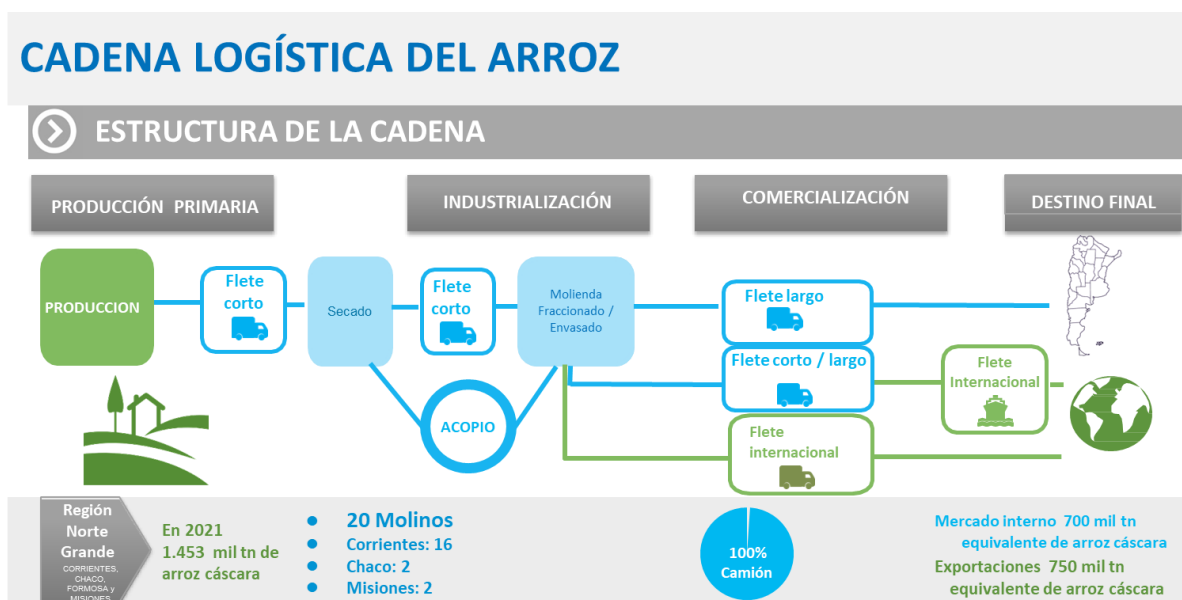 CADENA LOGÍSTICA DEL ARROZ
ESTRUCTURA DE LA CADENA
PRODUCCIÓN PRIMARIA
INDUSTRIALIZACIÓN
COMERCIALIZACIÓN
DESTINO FINAL
PRODUCCION
Flete
corto
Secado
Flete
corto
Molienda
Fraccionado /
Envasado
ACOPIO
Flete largo
Flete corto / largo
Flete
Internacional
Flete
internacional
Región
Norte
Grande
CORRIENTES,
CHACO,
FORMOSA y
MISIONES
En 2021
1.453 mil tn de
arroz cáscara
20 Molinos
Corrientes: 16
Chaco: 2
Misiones: 2
100%
Camión
Mercado interno 700 mil tn
equivalente de arroz cáscara
Exportaciones 750 mil tn
equivalente de arroz cáscara